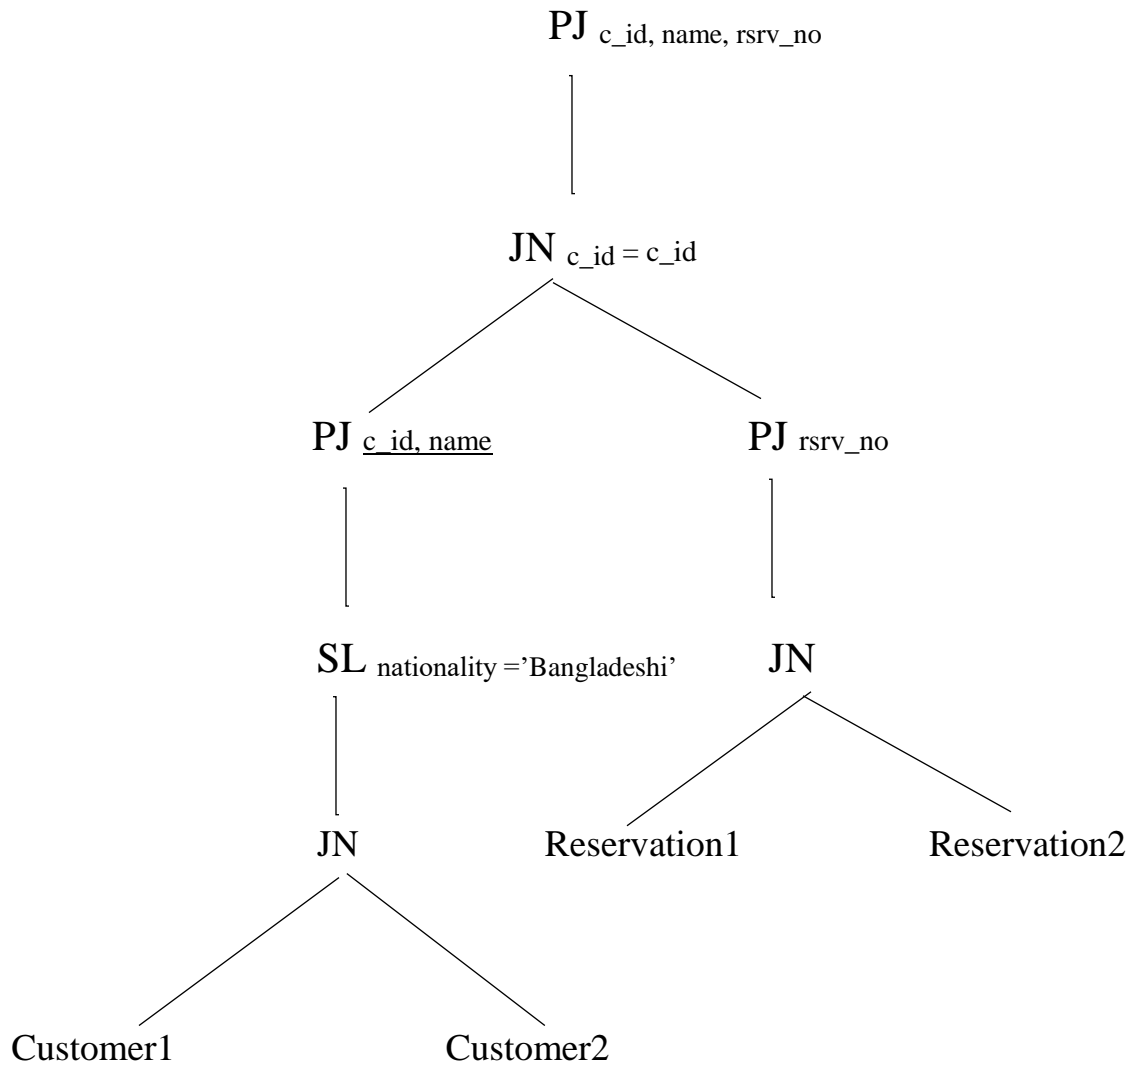 PJ c_id, name, rsrv_no
JN c_id = c_id
PJ c_id, name
PJ rsrv_no
SL nationality =’Bangladeshi’
JN
JN
Reservation1
Reservation2
Customer1
Customer2